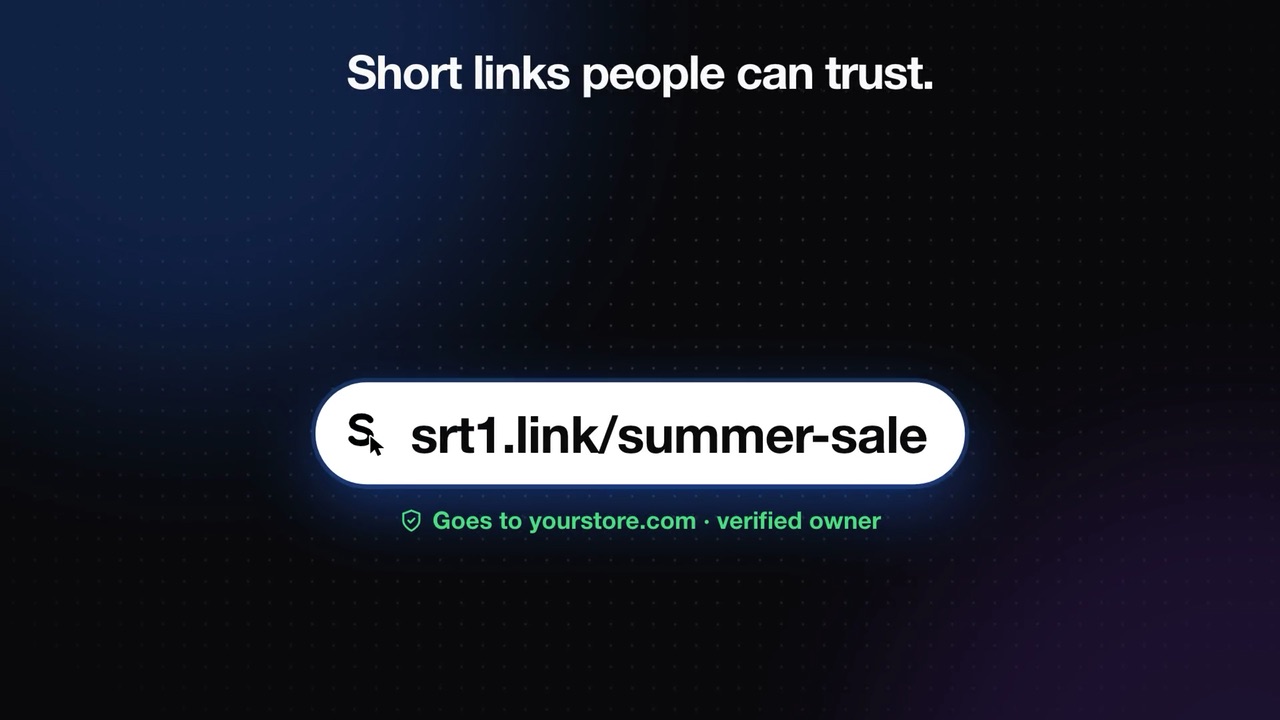 Short links people can trust.
S srt1.link/summer-sale
Goes to yourstore.com · verified owner